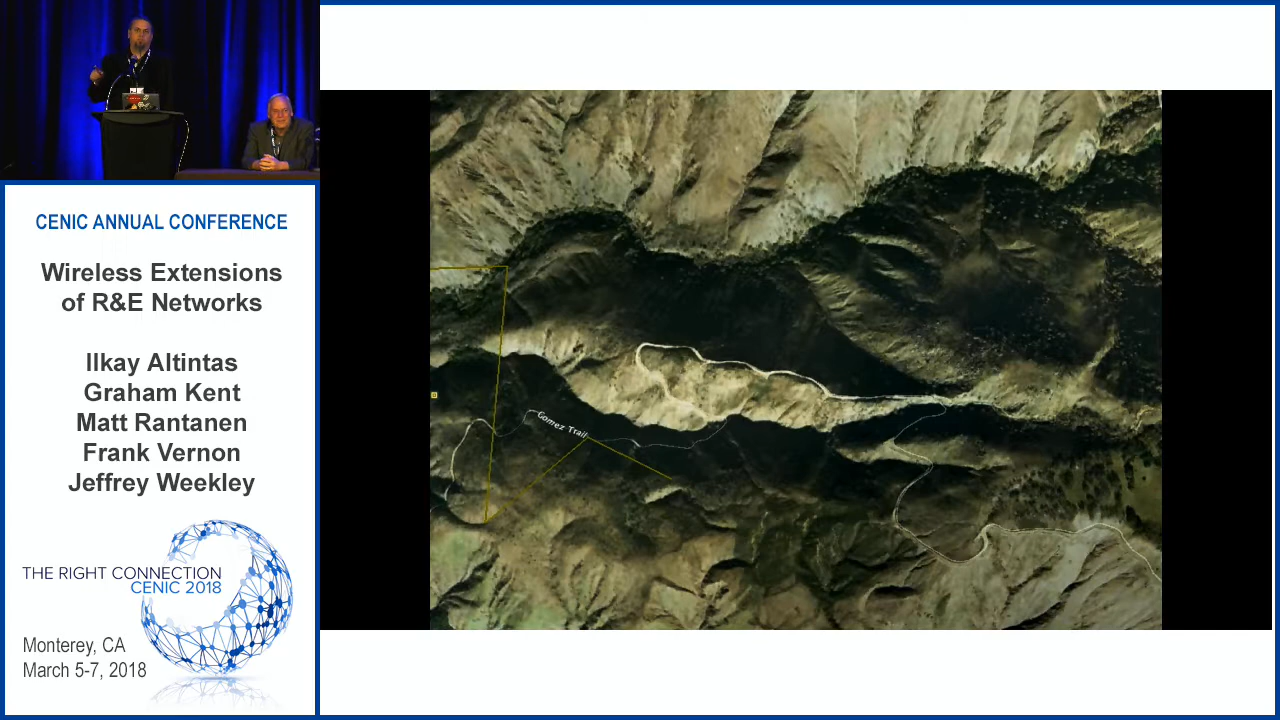 CENIC ANNUAL CONFERENCE
Wireless Extensions
of R&E Networks
Ilkay Altintas
Graham Kent
Matt Rantanen
Frank Vernon
Jeffrey Weekley
THE RIGHT CONNECTION
CENIC 2018
Monterey, CA
March 5-7, 2018
Gomez Trail